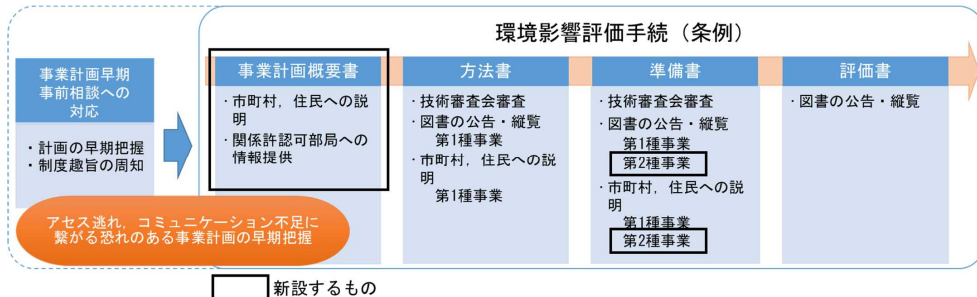 環境影響評価手続（条例）
事業計画早期
事前相談への
対応
・計画の早期把握
・制度趣旨の周知
事業計画概要書
・市町村，住民への説
明
・関係許認可部局への
情報提供
方法書
・技術審査会審査
・図書の公告・縦覧
第1種事業
・市町村，住民への説
明
第1種事業
準備書
・技術審査会審査
・図書の公告・縦覧
第1種事業
第2種事業
・市町村，住民への説
明
第1種事業
第2種事業
評価書
・図書の公告・縦覧
アセス逃れ，コミュニケーション不足に
繋がる恐れのある事業計画の早期把握
新設するもの